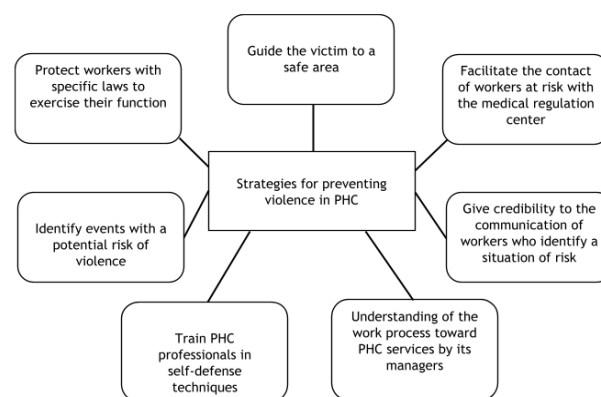 Guide the victim to a
safe area
Protect workers with
specific laws to
exercise their function
Facilitate the contact
of workers at risk with
the medical regulation
center
Strategies for preventing
violence in PHC
Identify events with a
potential risk of
violence
Give credibility to the
communication of
workers who identify a
situation of risk
Train PHC
professionals in
self-defense
techniques
Understanding of the
work process toward
PHC services by its
managers